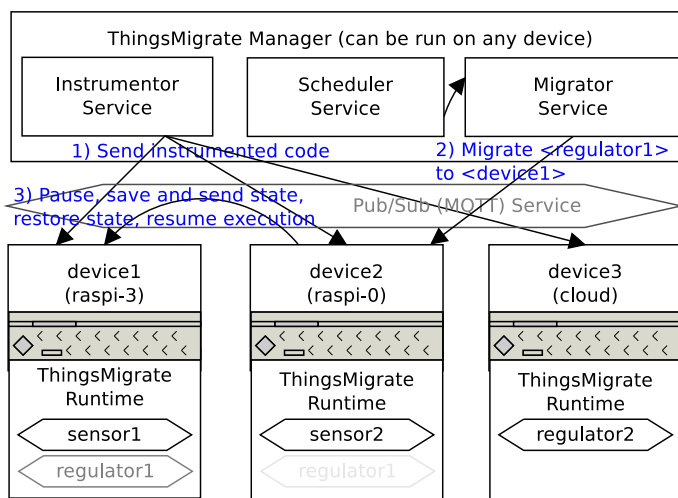 ThingsMigrate Manager (can be run on any device)
Instrumentor
Service
Scheduler
Service
Migrator
Service
1) Send instrumented code
2) Migrate <regulator1>
to <device1>
3) Pause, save and send state,
restore state, resume execution
Pub/Sub (MQTT) Service
device1
(raspi-3)
device2
(raspi-0)
device3
(cloud)
ThingsMigrate
Runtime
ThingsMigrate
Runtime
ThingsMigrate
Runtime
sensor1
sensor2
regulator2
regulator1
regulator1